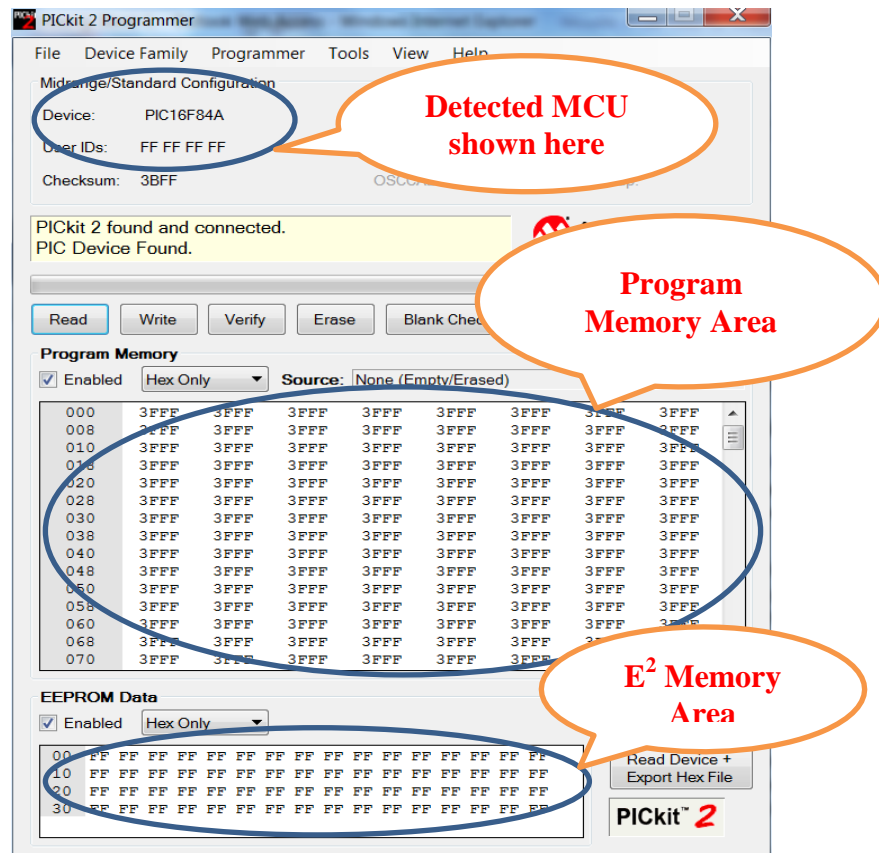 PICkit 2 Programmer
File Device Family Programmer Tools View Help
Midrange/Standard Configuration
Device: PIC16F84A
User IDs: FF FF FF FF
Checksum: 3BFF
Detected MCU
shown here
PICkit 2 found and connected.
PIC Device Found.
Program
Memory Area
Read Write Verify Erase Blank Chec
Program Memory
Enabled Hex Only Source: None (Empty/Erased)
000 3FFF 3FFF 3FFF 3FFF 3FFF 3FFF 3FFF 3FFF
008 3FFF 3FFF 3FFF 3FFF 3FFF 3FFF 3FFF 3FFF
010 3FFF 3FFF 3FFF 3FFF 3FFF 3FFF 3FFF 3FFF
018 3FFF 3FFF 3FFF 3FFF 3FFF 3FFF 3FFF 3FFF
020 3FFF 3FFF 3FFF 3FFF 3FFF 3FFF 3FFF 3FFF
028 3FFF 3FFF 3FFF 3FFF 3FFF 3FFF 3FFF 3FFF
030 3FFF 3FFF 3FFF 3FFF 3FFF 3FFF 3FFF 3FFF
038 3FFF 3FFF 3FFF 3FFF 3FFF 3FFF 3FFF 3FFF
040 3FFF 3FFF 3FFF 3FFF 3FFF 3FFF 3FFF 3FFF
048 3FFF 3FFF 3FFF 3FFF 3FFF 3FFF 3FFF 3FFF
050 3FFF 3FFF 3FFF 3FFF 3FFF 3FFF 3FFF 3FFF
058 3FFF 3FFF 3FFF 3FFF 3FFF 3FFF 3FFF 3FFF
060 3FFF 3FFF 3FFF 3FFF 3FFF 3FFF 3FFF 3FFF
068 3FFF 3FFF 3FFF 3FFF 3FFF 3FFF
070 3FFF 3FFF 3FFF 3FFF 3FFF 3FFF
E² Memory
Area
EEPROM Data
Enabled Hex Only
00 FF FF FF FF FF FF FF FF FF FF FF FF FF FF FF FF
10 FF FF FF FF FF FF FF FF FF FF FF FF FF FF FF FF
20 FF FF FF FF FF FF FF FF FF FF FF FF FF FF FF FF
30 FF FF FF FF FF FF FF FF FF FF FF FF FF FF FF FF
Read Device +
Export Hex File
PICkit™ 2